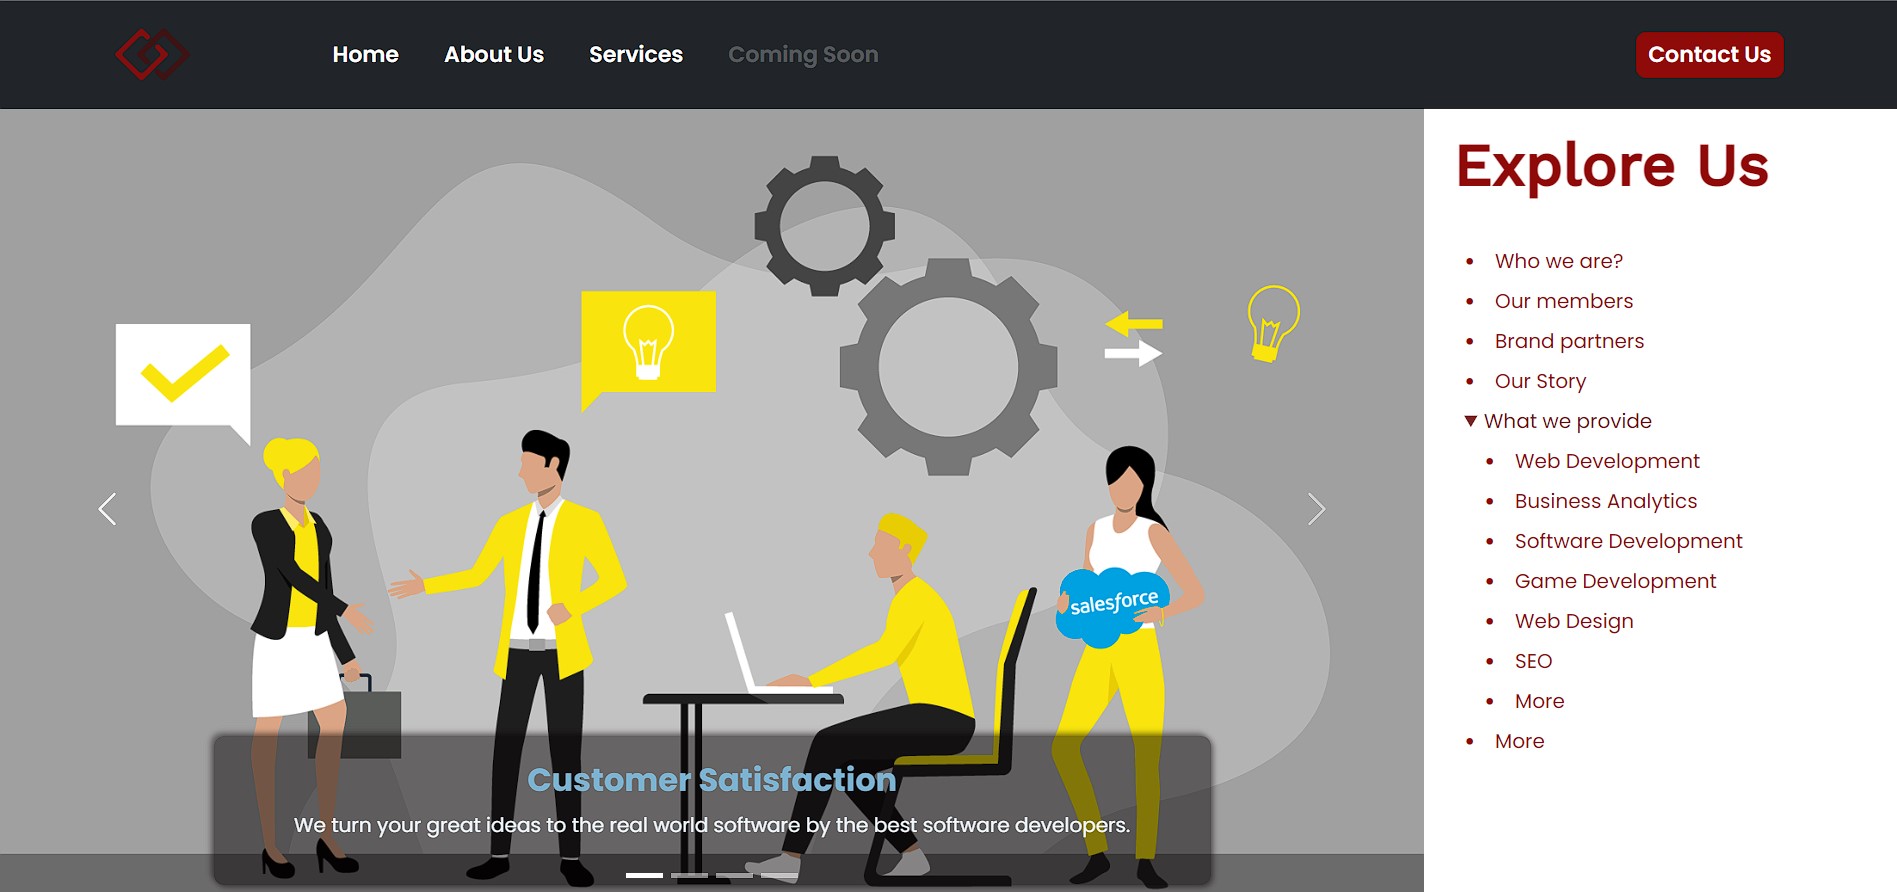 Home About Us Services Coming Soon Contact Us
Explore Us
Who we are?
Our members
Brand partners
Our Story
What we provide
Web Development
Business Analytics
Software Development
Game Development
Web Design
SEO
More
More
salesforce
Customer Satisfaction
We turn your great ideas to the real world software by the best software developers.